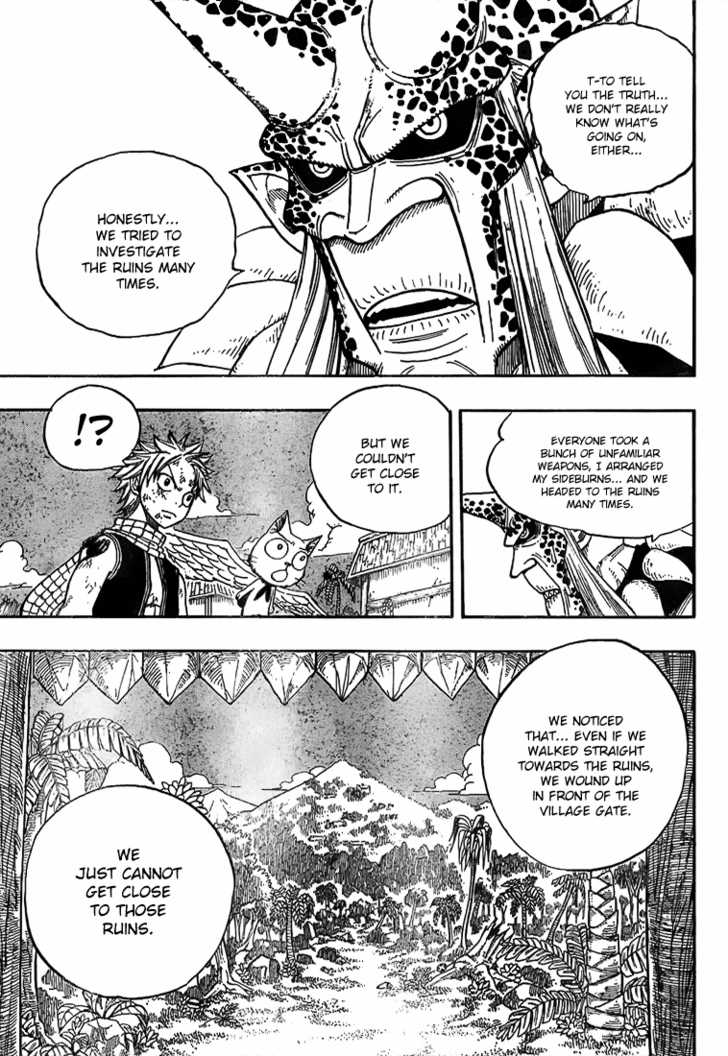 T-TO TELL
YOU THE TRUTH...
WE DON'T REALLY
KNOW WHAT'S
GOING ON,
EITHER...
HONESTLY...
WE TRIED TO
INVESTIGATE
THE RUINS MANY
TIMES.
EVERYONE TOOK A
BUNCH OF UNFAMILIAR
WEAPONS, I ARRANGED
MY SIDEBURNS... AND WE
HEADED TO THE RUINS
MANY TIMES.
BUT WE
COULDN'T
GET CLOSE
TO IT.
!?
WE NOTICED
THAT... EVEN IF WE
WALKED STRAIGHT
TOWARDS THE RUINS,
WE WOUND UP
IN FRONT OF THE
VILLAGE GATE.
WE
JUST CANNOT
GET CLOSE
TO THOSE
RUINS.